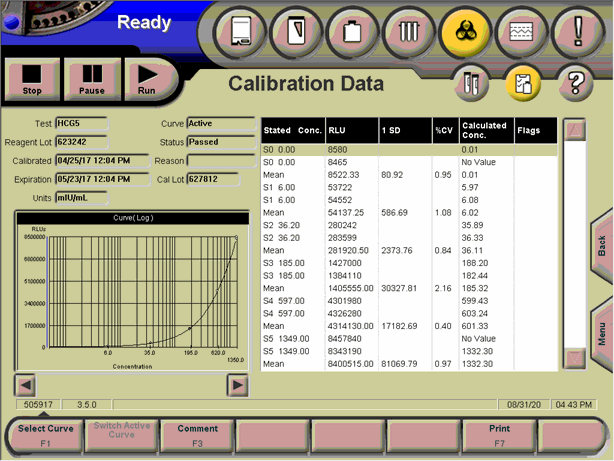 Ready
Stop
Pause
Run
Calibration Data
Test HCG5
Curve Active
Reagent Lot 623242
Status Passed
Calibrated 04/25/17 12:04 PM
Reason
Expiration 05/23/17 12:04 PM
Cal Lot 627812
Units mIU/mL
Stated Conc. RLU 1 SD %CV Calculated Conc. Flags
S0 0.00 8580 0.01
S0 0.00 8465 No Value
Mean 8522.33 80.92 0.95 0.01
S1 6.00 53722 5.97
S1 6.00 54552 6.08
Mean 54137.25 586.69 1.08 6.02
S2 36.20 280242 35.89
S2 36.20 283599 36.33
Mean 281920.50 2373.76 0.84 36.11
S3 185.00 1427000 188.20
S3 185.00 1384110 182.44
Mean 1405555.00 30327.81 2.16 185.32
S4 597.00 4301980 599.43
S4 597.00 4326280 603.24
Mean 4314130.00 17182.69 0.40 601.33
S5 1349.00 8457840 No Value
S5 1349.00 8343190 1332.30
Mean 8400515.00 81069.79 0.97 1332.30
Curve( Log )
RLUs
8500000
6800000
5100000
3400000
1700000
0
6.0 35.0 195.0 620.0
1350.0
Concentration
Back
Menu
505917 3.5.0 08/31/20 04:43 PM
Select Curve
F1
Switch Active
Curve
Comment
F3
Print
F7